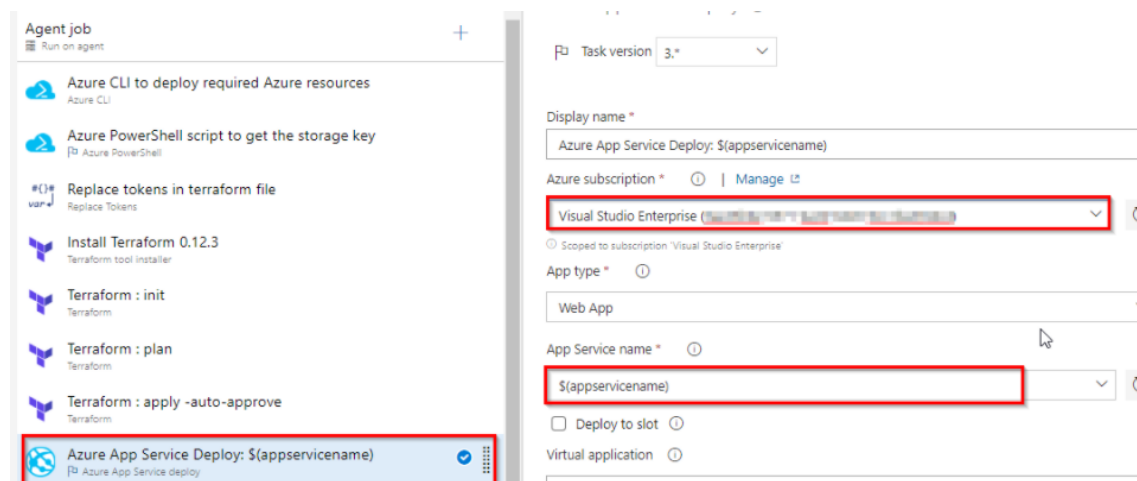 Agent job
Run on agent
Azure CLI to deploy required Azure resources
Azure CLI
Azure PowerShell script to get the storage key
Azure PowerShell
#{}#
var
Replace tokens in terraform file
Replace Tokens
Install Terraform 0.12.3
Terraform tool installer
Terraform : init
Terraform
Terraform : plan
Terraform
Terraform : apply -auto-approve
Terraform
Azure App Service Deploy: $(appservicename)
Azure App Service deploy
Task version 3.*
Display name *
Azure App Service Deploy: $(appservicename)
Azure subscription * | Manage
Visual Studio Enterprise (
Scoped to subscription 'Visual Studio Enterprise'
App type *
Web App
App Service name *
$(appservicename)
Deploy to slot
Virtual application